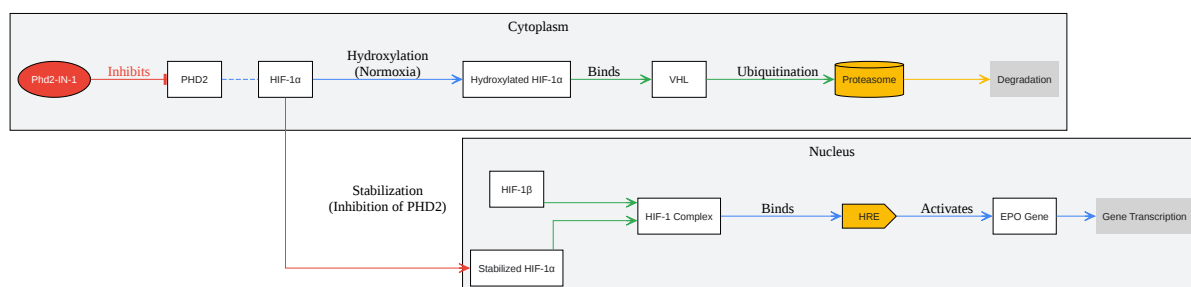 Cytoplasm
Phd2-IN-1
Inhibits
PHD2
HIF-1α
Hydroxylation
(Normoxia)
Hydroxylated HIF-1α
Binds
VHL
Ubiquitination
Proteasome
Degradation
Nucleus
Stabilization
(Inhibition of PHD2)
HIF-1β
Stabilized HIF-1α
HIF-1 Complex
Binds
HRE
Activates
EPO Gene
Gene Transcription